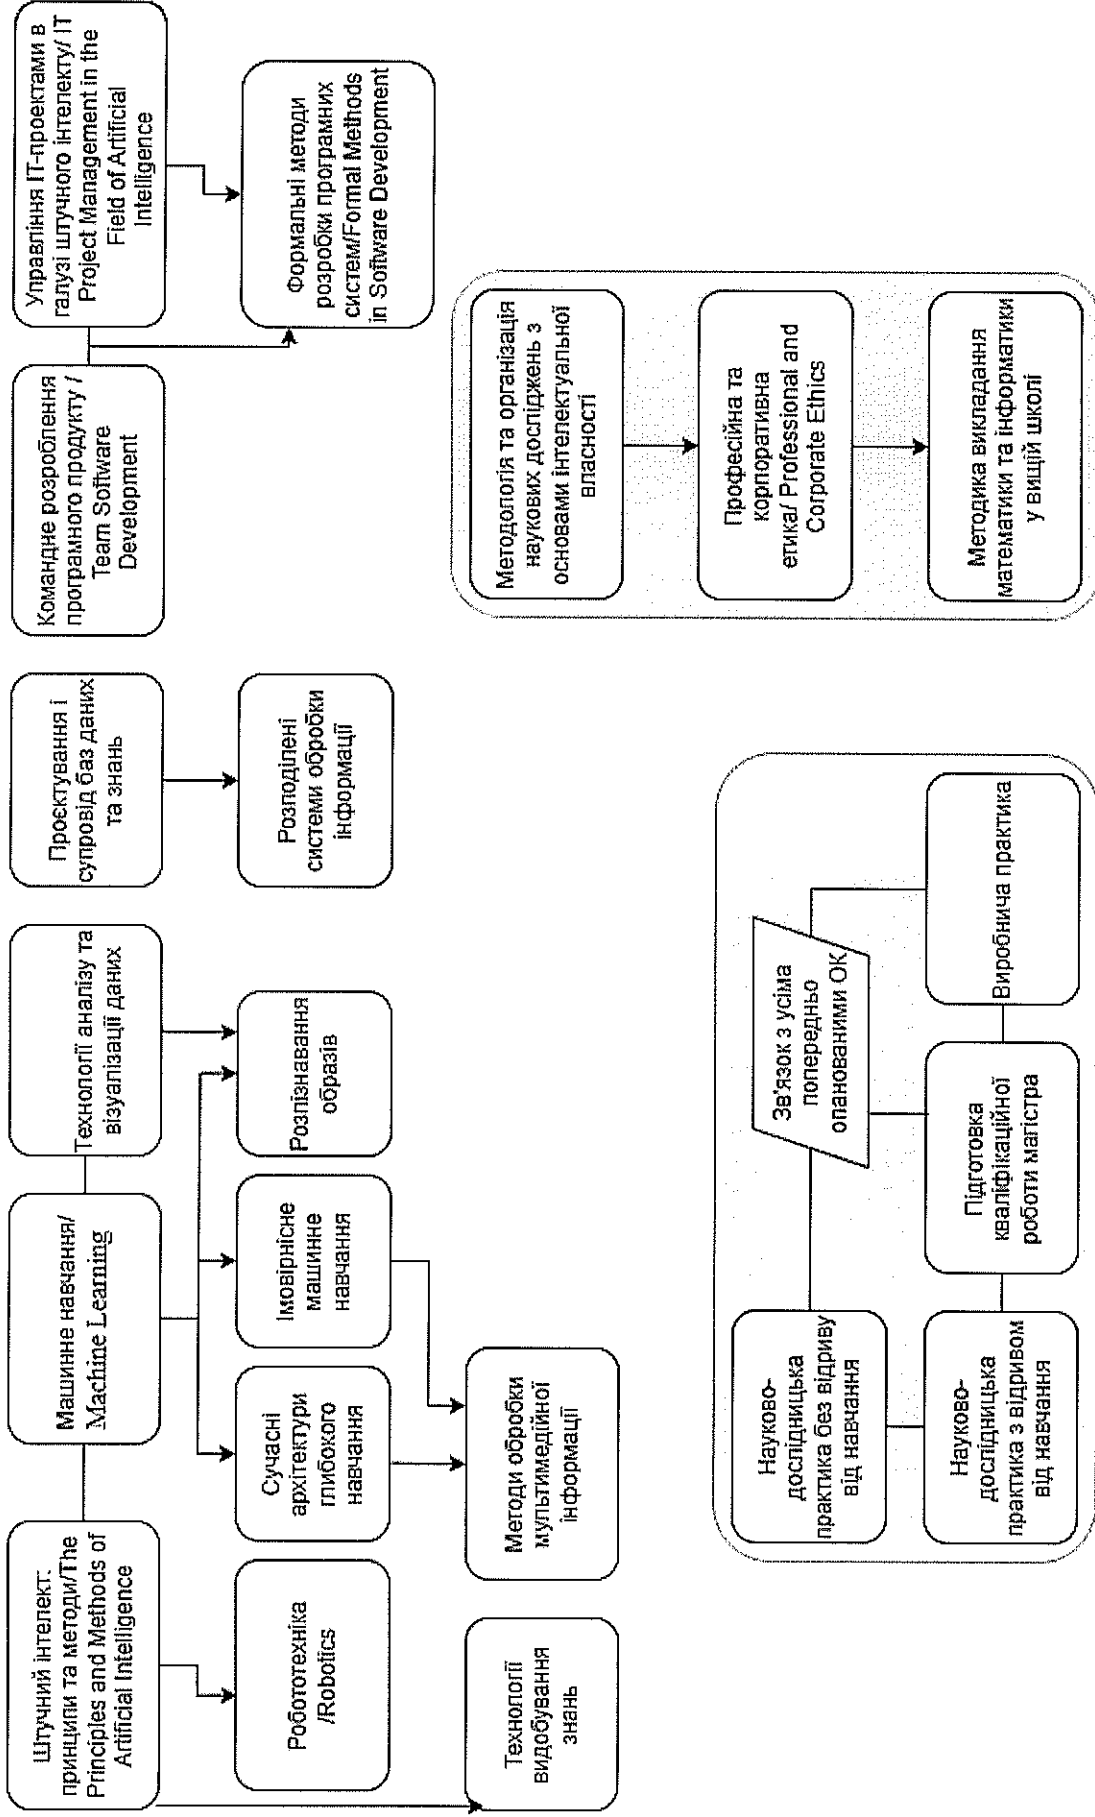 Штучний інтелект:
принципи та методи/The
Principles and Methods of
Artificial Intelligence
Машинне навчання/
Machine Learning
Технології аналізу та
візуалізації даних
Проєктування і
супровід баз даних
та знань
Командне розроблення
програмного продукту /
Team Software
Development
Управління ІТ-проектами в
галузі штучного інтелекту/ IT
Project Management in the
Field of Artificial
Intelligence
Робототехніка
/Robotics
Сучасні
архітектури
глибокого
навчання
Імовірнісне
машинне
навчання
Розпізнавання
образів
Розподілені
системи обробки
інформації
Формальні методи
розробки програмних
систем/Formal Methods
in Software Development
Технології
видобування
знань
Методи обробки
мультимедійної
інформації
Методологія та організація
наукових досліджень з
основами інтелектуальної
власності
Професійна та
корпоративна
етика/ Professional and
Corporate Ethics
Методика викладання
математики та інформатики
у вищій школі
Науково-
дослідницька
практика без відриву
від навчання
Зв'язок з усіма
попередньо
опанованими ОК
Науково-
дослідницька
практика з відривом
від навчання
Підготовка
кваліфікаційної
роботи магістра
Виробнича практика